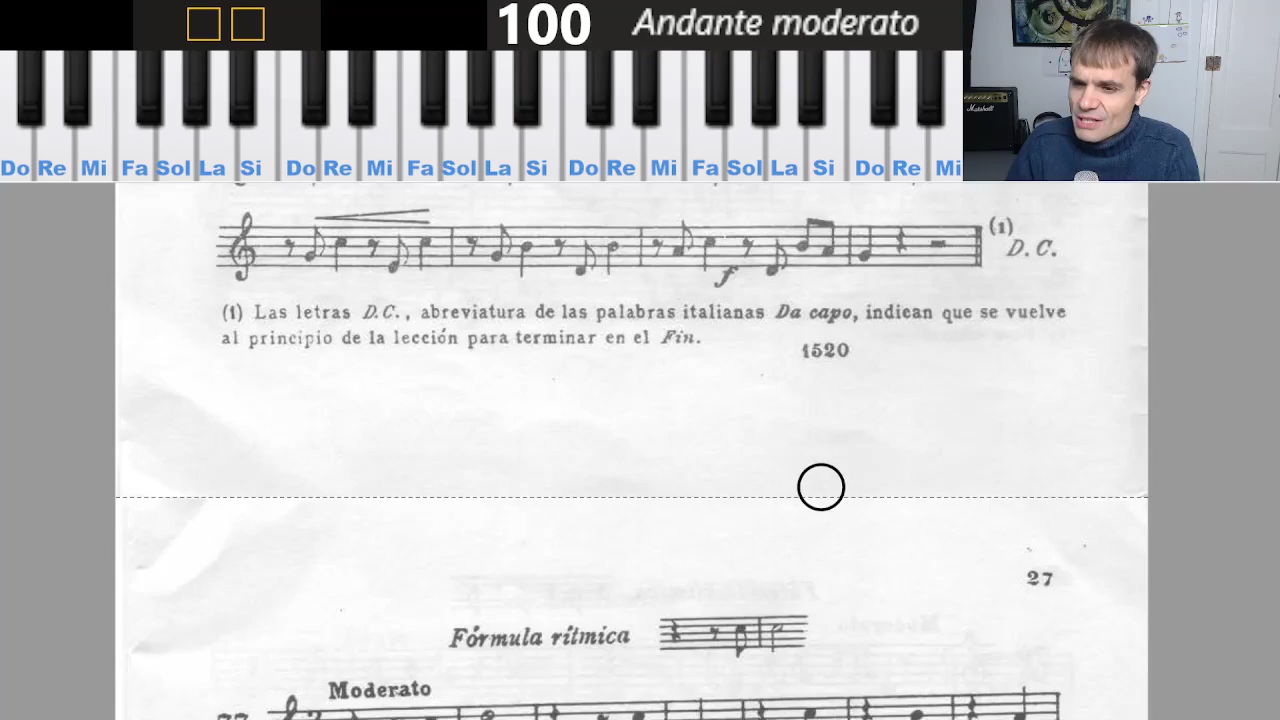 100 Andante moderato
Marshall
Do Re Mi Fa Sol La Si Do Re Mi Fa Sol La Si Do Re Mi Fa Sol La Si Do Re Mi
(1)
D.C.
f
(1) Las letras D.C., abreviatura de las palabras italianas Da capo, indican que se vuelve
al principio de la lección para terminar en el Fin.
1520
27
Fórmula rítmica
Moderato